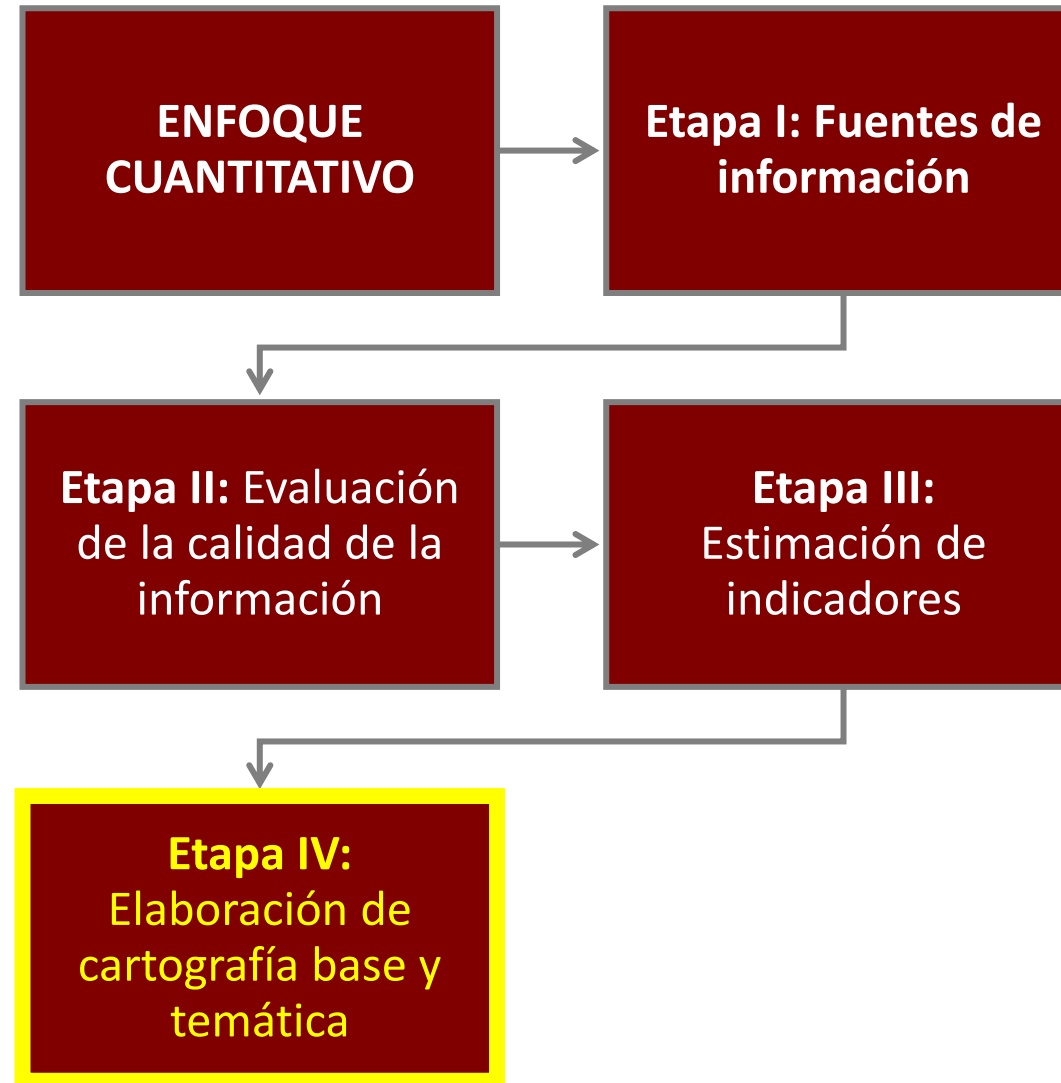 ENFOQUE
CUANTITATIVO
Etapa I: Fuentes de
información
Etapa II: Evaluación
de la calidad de la
información
Etapa III:
Estimación de
indicadores
Etapa IV:
Elaboración de
cartografía base y
temática